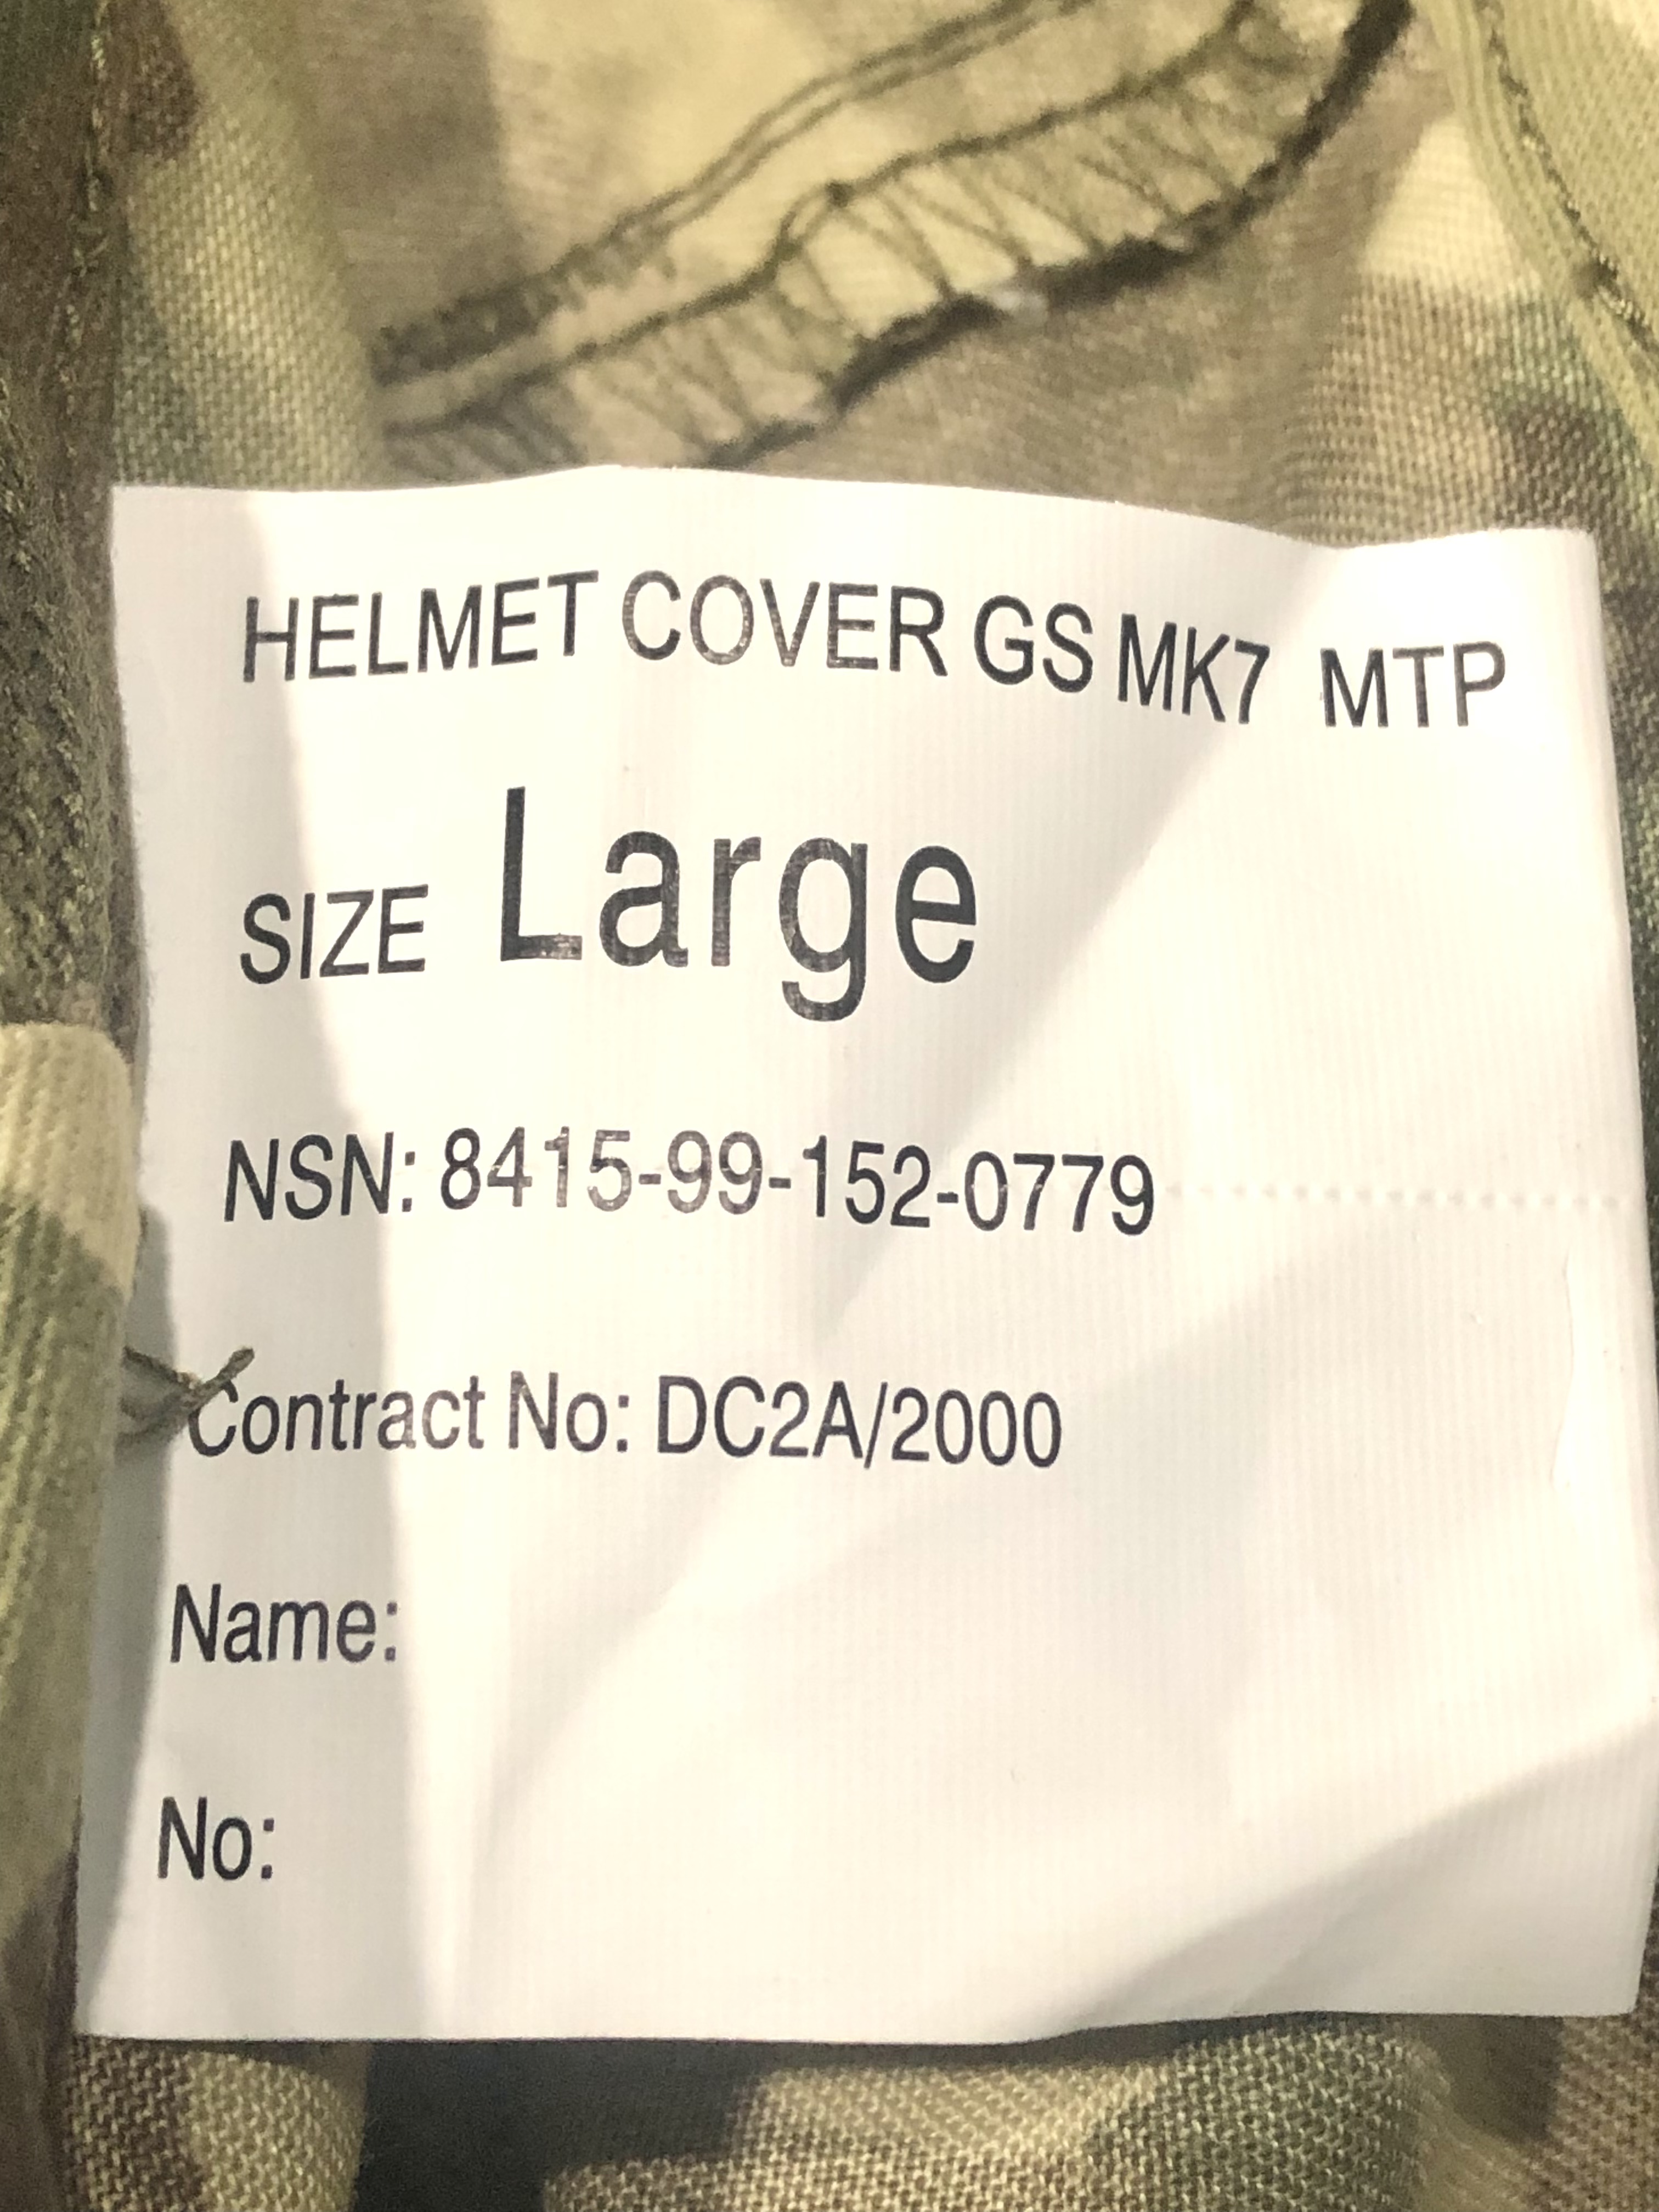 HELMET COVER GS MK7 MTP
SIZE Large
NSN: 8415-99-152-0779
Contract No: DC2A/2000
Name:
No: